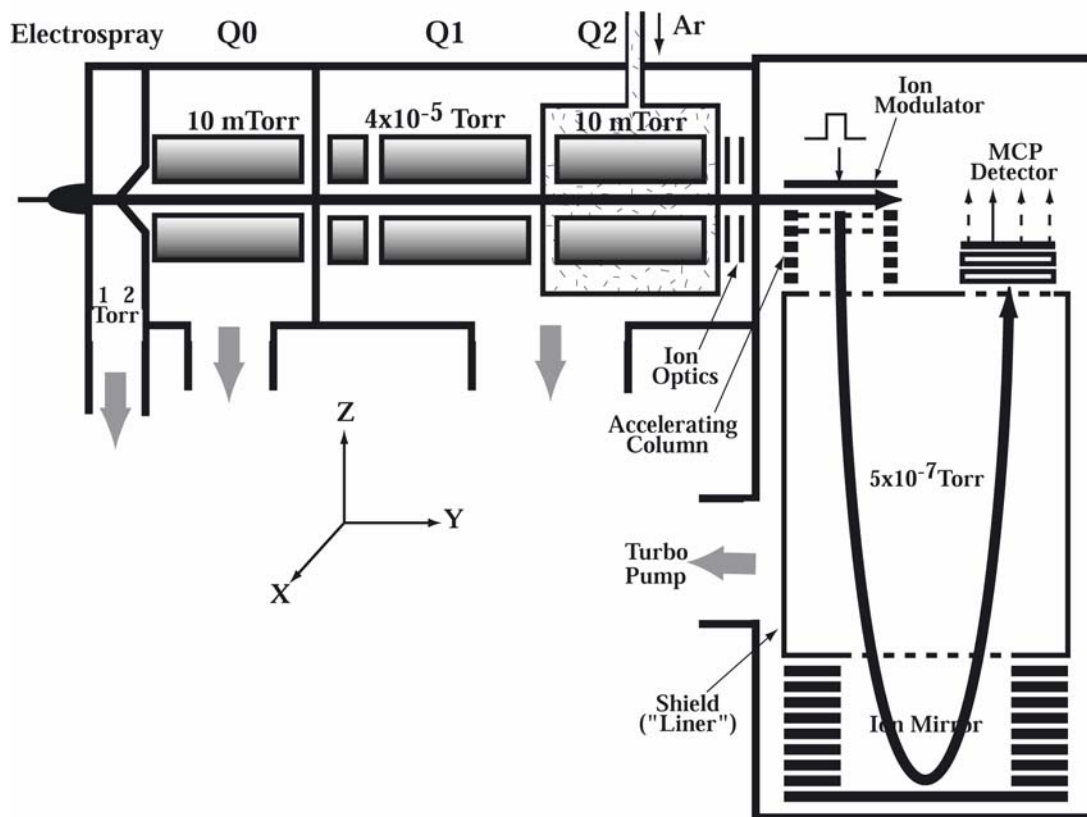 Electrospray
Q0
Q1
Q2
Ar
10 mTorr
4x10-5 Torr
10 mTorr
Ion
Modulator
MCP
Detector
1 2
Torr
Ion
Optics
Accelerating
Column
Z
Y
X
5x10-7Torr
Turbo
Pump
Shield
("Liner")
Ion Mirror